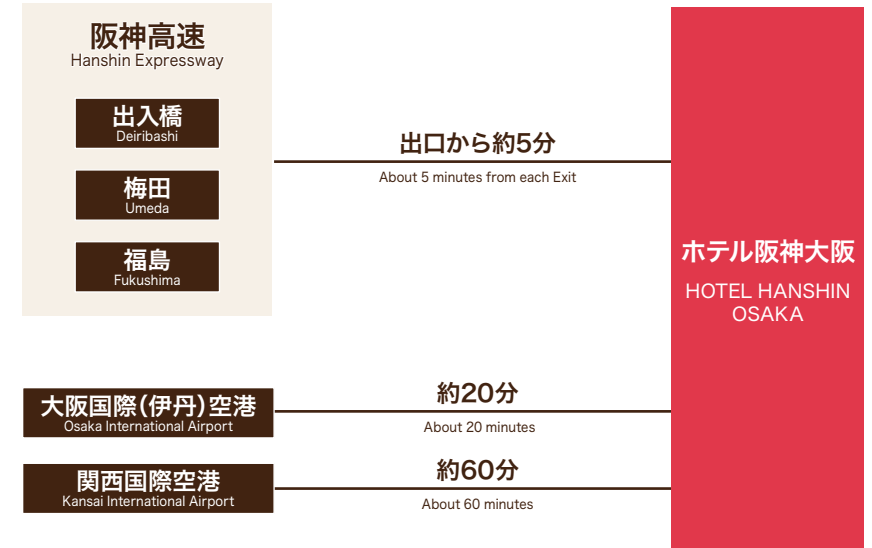 阪神高速
Hanshin Expressway
出入橋
Deiribashi
梅田
Umeda
福島
Fukushima
出口から約5分
About 5 minutes from each Exit
ホテル阪神大阪
HOTEL HANSHIN
OSAKA
大阪国際(伊丹)空港
Osaka International Airport
約20分
About 20 minutes
関西国際空港
Kansai International Airport
約60分
About 60 minutes